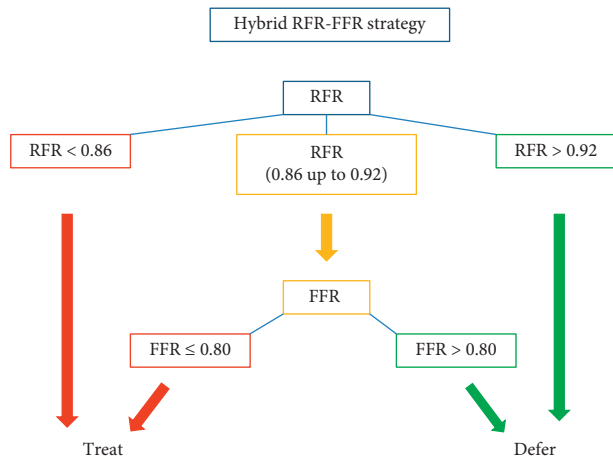 Hybrid RFR-FFR strategy
RFR
RFR < 0.86
RFR
(0.86 up to 0.92)
RFR > 0.92
FFR
FFR ≤ 0.80
FFR > 0.80
Treat
Defer